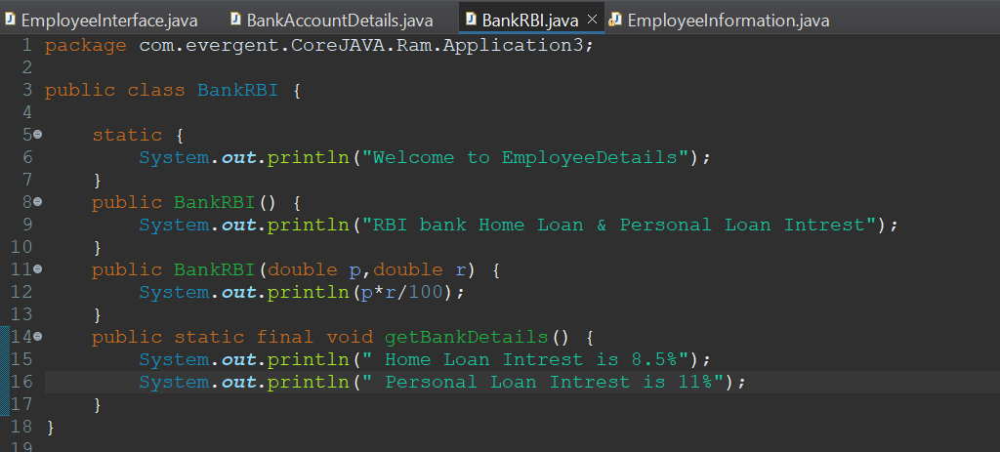 EmployeeInterface.java BankAccountDetails.java BankRBI.java × EmployeeInformation.java
1 package com.evergent.CoreJAVA.Ram.Application3;
2
3 public class BankRBI {
4
5 static {
6 System.out.println("Welcome to EmployeeDetails");
7 }
8 public BankRBI() {
9 System.out.println("RBI bank Home Loan & Personal Loan Intrest");
10 }
11 public BankRBI(double p,double r) {
12 System.out.println(p*r/100);
13 }
14 public static final void getBankDetails() {
15 System.out.println(" Home Loan Intrest is 8.5%");
16 System.out.println(" Personal Loan Intrest is 11%");
17 }
18 }
19